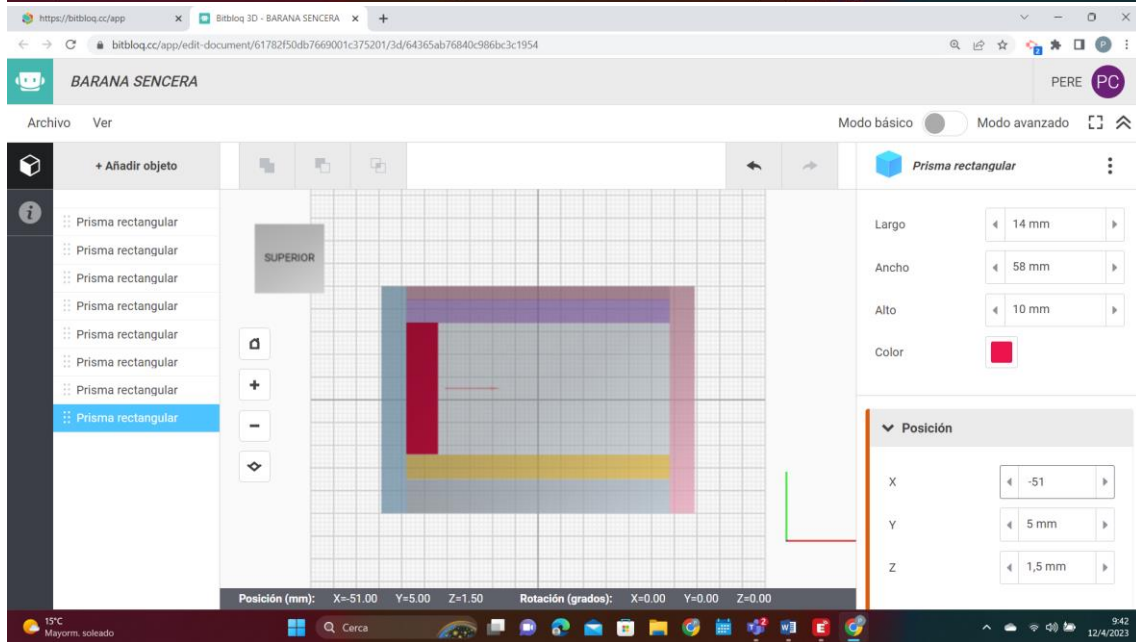 https://bitbloq.cc/app
Bitbloq 3D - BARANA SENCERA
bitbloq.cc/app/edit-document/61782f50db7669001c375201/3d/64365ab76840c986bc3c1954
2
P
BARANA SENCERA
PERE PC
Archivo Ver
Modo básico Modo avanzado
+ Añadir objeto
Prisma rectangular
Prisma rectangular
Prisma rectangular
Prisma rectangular
Prisma rectangular
Prisma rectangular
Prisma rectangular
Prisma rectangular
SUPERIOR
Prisma rectangular
Largo 14 mm
Ancho 58 mm
Alto 10 mm
Color
Posición
X -51
Y 5 mm
Z 1,5 mm
Posición (mm): X=-51.00 Y=5.00 Z=1.50 Rotación (grados): X=0.00 Y=0.00 Z=0.00
15°C
Mayorm. soleado
Cerca
9:42
12/4/2023